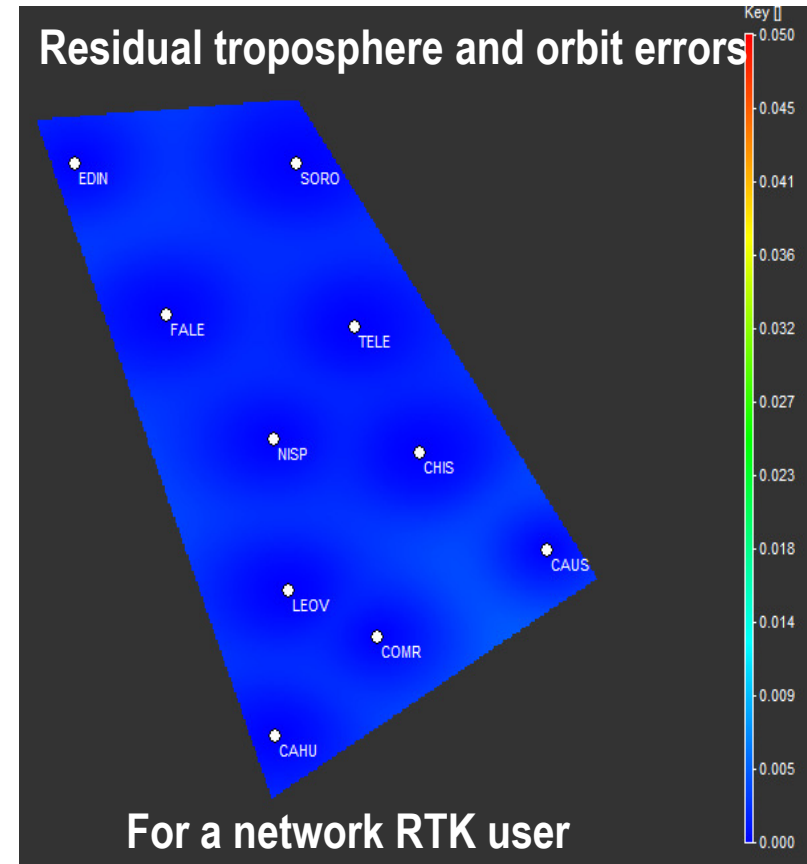 Key []
Residual troposphere and orbit errors
0.050
0.045
0.041
0.036
0.032
0.027
0.023
0.018
0.014
0.009
0.005
0.000
EDIN
SORO
FALE
TELE
NISP
CHIS
CAUS
LEOV
COMR
CAHU
For a network RTK user